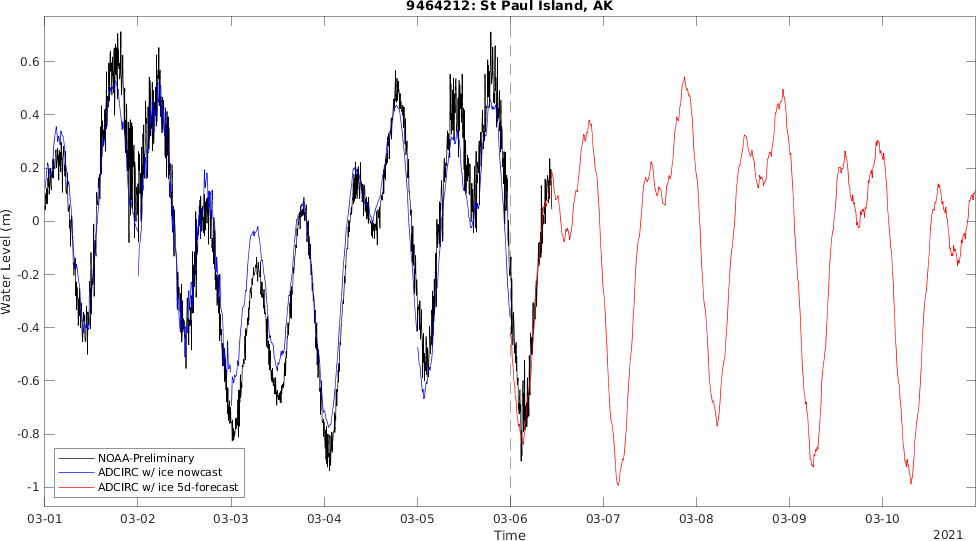 9464212: St Paul Island, AK
Water Level (m)
0.6
0.4
0.2
0
-0.2
-0.4
-0.6
-0.8
-1
NOAA-Preliminary
ADCIRC w/ ice nowcast
ADCIRC w/ ice 5d-forecast
03-01 03-02 03-03 03-04 03-05 03-06 03-07 03-08 03-09 03-10
Time
2021